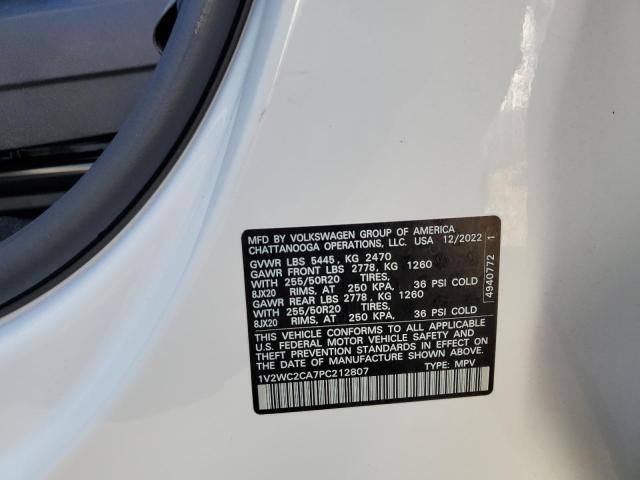 MFD BY VOLKSWAGEN GROUP OF AMERICA
CHATTANOOGA OPERATIONS, LLC. USA 12/2022
GVWR LBS 5445, KG 2470
GAWR FRONT LBS 2778, KG 1260
WITH 255/50R20 TIRES,
8JX20 RIMS, AT 250 KPA, 36 PSI COLD
GAWR REAR LBS 2778, KG 1260
WITH 255/50R20 TIRES,
8JX20 RIMS, AT 250 KPA, 36 PSI COLD
THIS VEHICLE CONFORMS TO ALL APPLICABLE
U.S. FEDERAL MOTOR VEHICLE SAFETY AND
THEFT PREVENTION STANDARDS IN EFFECT ON
THE DATE OF MANUFACTURE SHOWN ABOVE.
1V2WC2CA7PC212807 TYPE: MPV
4940772 1